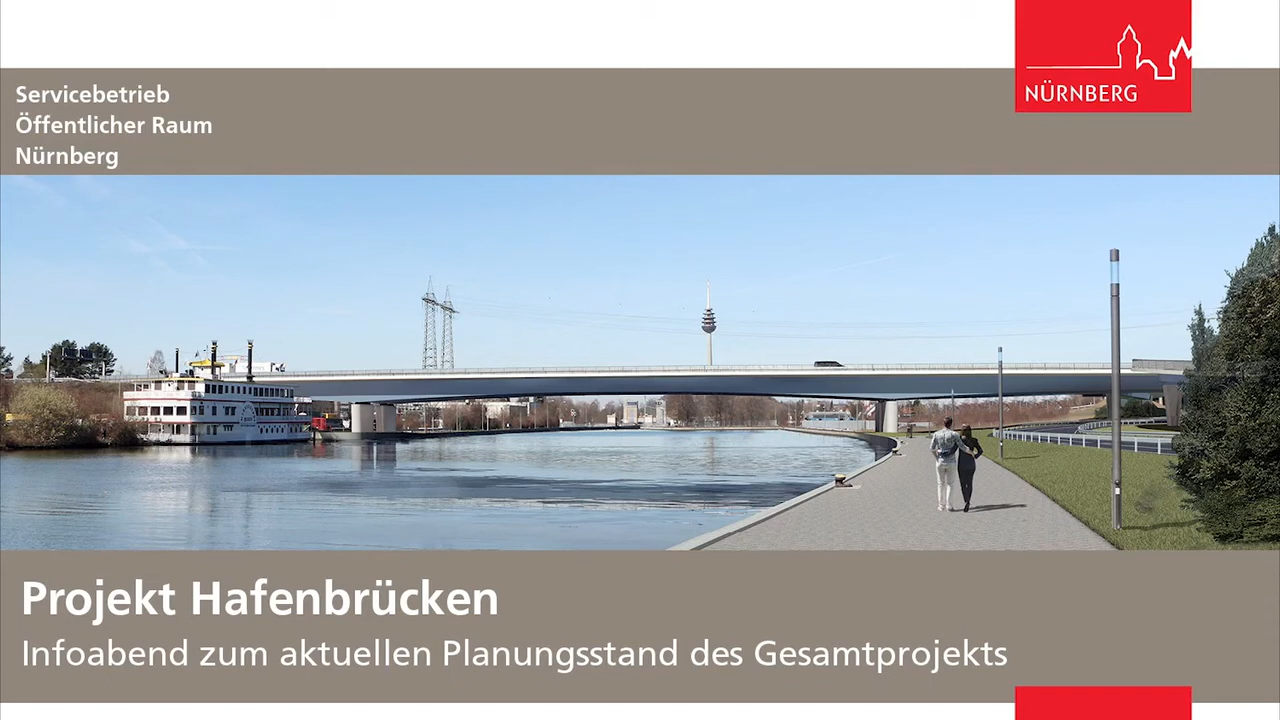 Servicebetrieb
Öffentlicher Raum
Nürnberg
NÜRNBERG
Projekt Hafenbrücken
Infoabend zum aktuellen Planungsstand des Gesamtprojekts